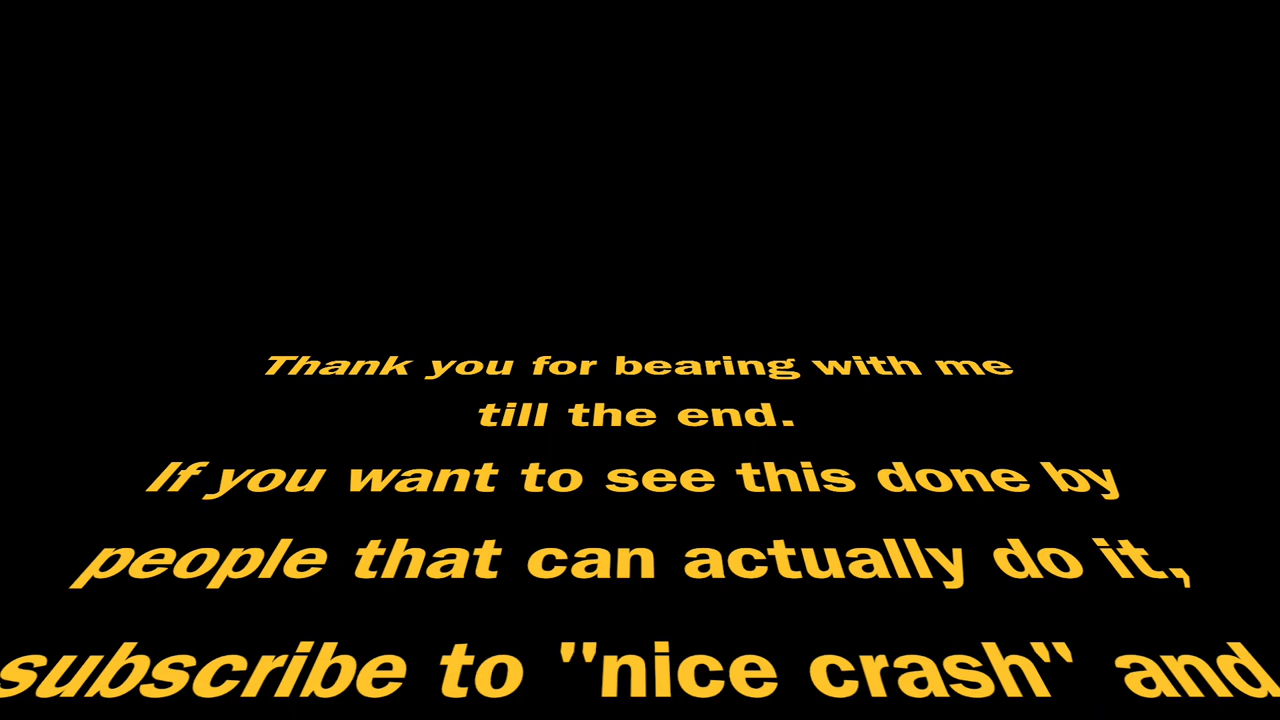 Thank you for bearing with me
till the end.
If you want to see this done by
people that can actually do it,
subscribe to "nice crash" and